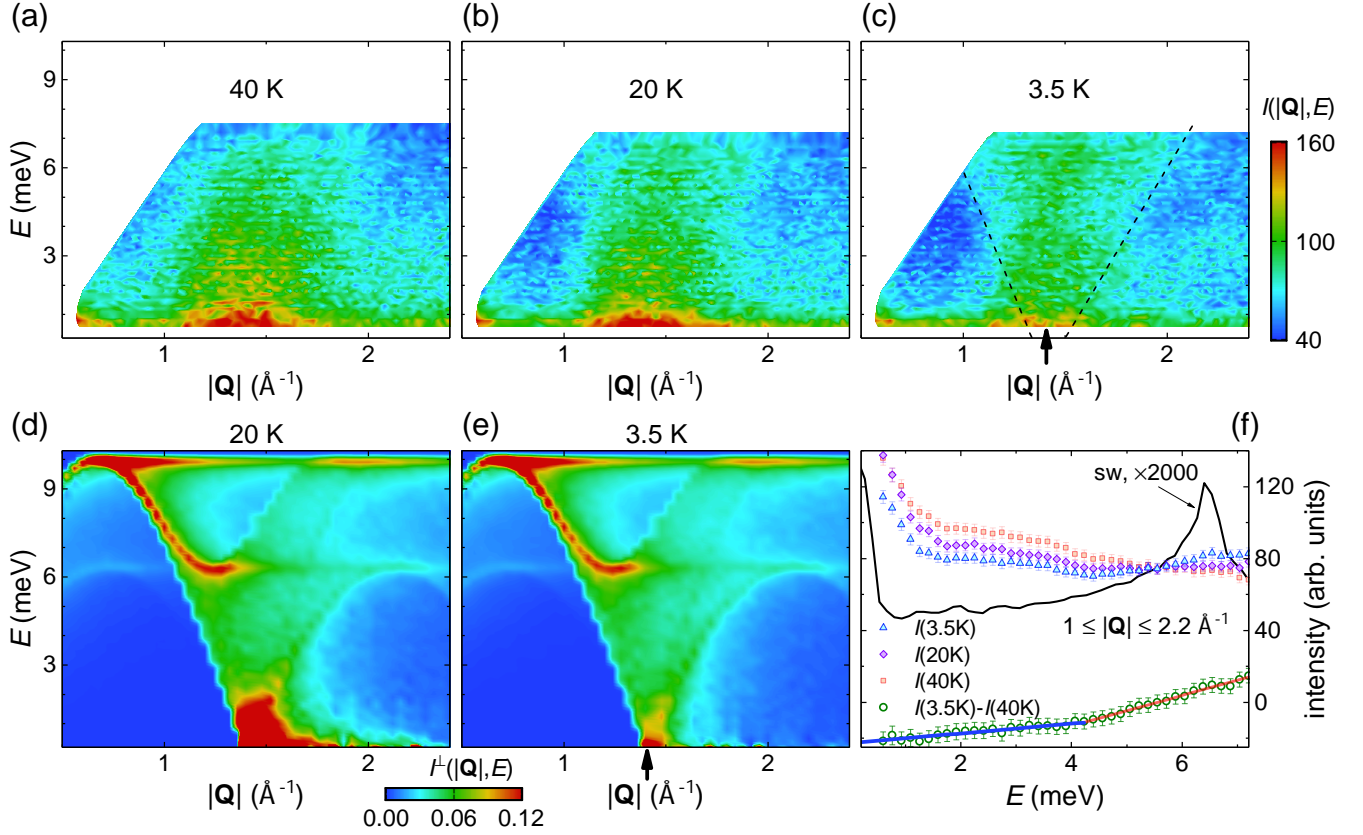 (a)
(b)
(c)
40 K
20 K
3.5 K
I(|Q|,E)
160
100
40
9
6
3
E (meV)
1
2
1
2
1
2
|Q| (Å⁻¹)
|Q| (Å⁻¹)
|Q| (Å⁻¹)
(d)
20 K
(e)
3.5 K
(f)
9
6
3
E (meV)
1
2
1
2
|Q| (Å⁻¹)
|Q| (Å⁻¹)
I⊥(|Q|,E)
0.00 0.06 0.12
sw, ×2000
1 ≤ |Q| ≤ 2.2 Å⁻¹
I(3.5K)
I(20K)
I(40K)
I(3.5K)-I(40K)
120
80
40
0
intensity (arb. units)
2
4
6
E (meV)